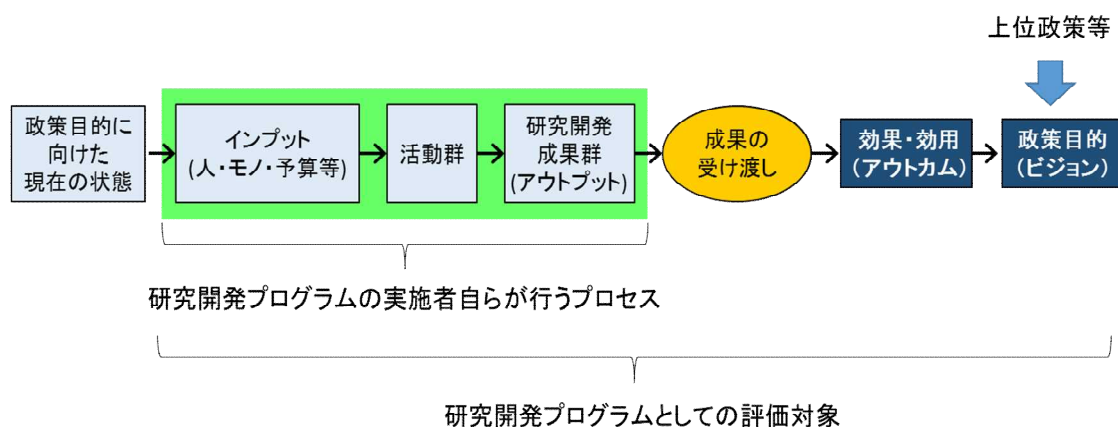 上位政策等
政策目的に
向けた
現在の状態
インプット
(人・モノ・予算等)
活動群
研究開発
成果群
(アウトプット)
成果の
受け渡し
効果・効用
(アウトカム)
政策目的
(ビジョン)
研究開発プログラムの実施者自らが行うプロセス
研究開発プログラムとしての評価対象